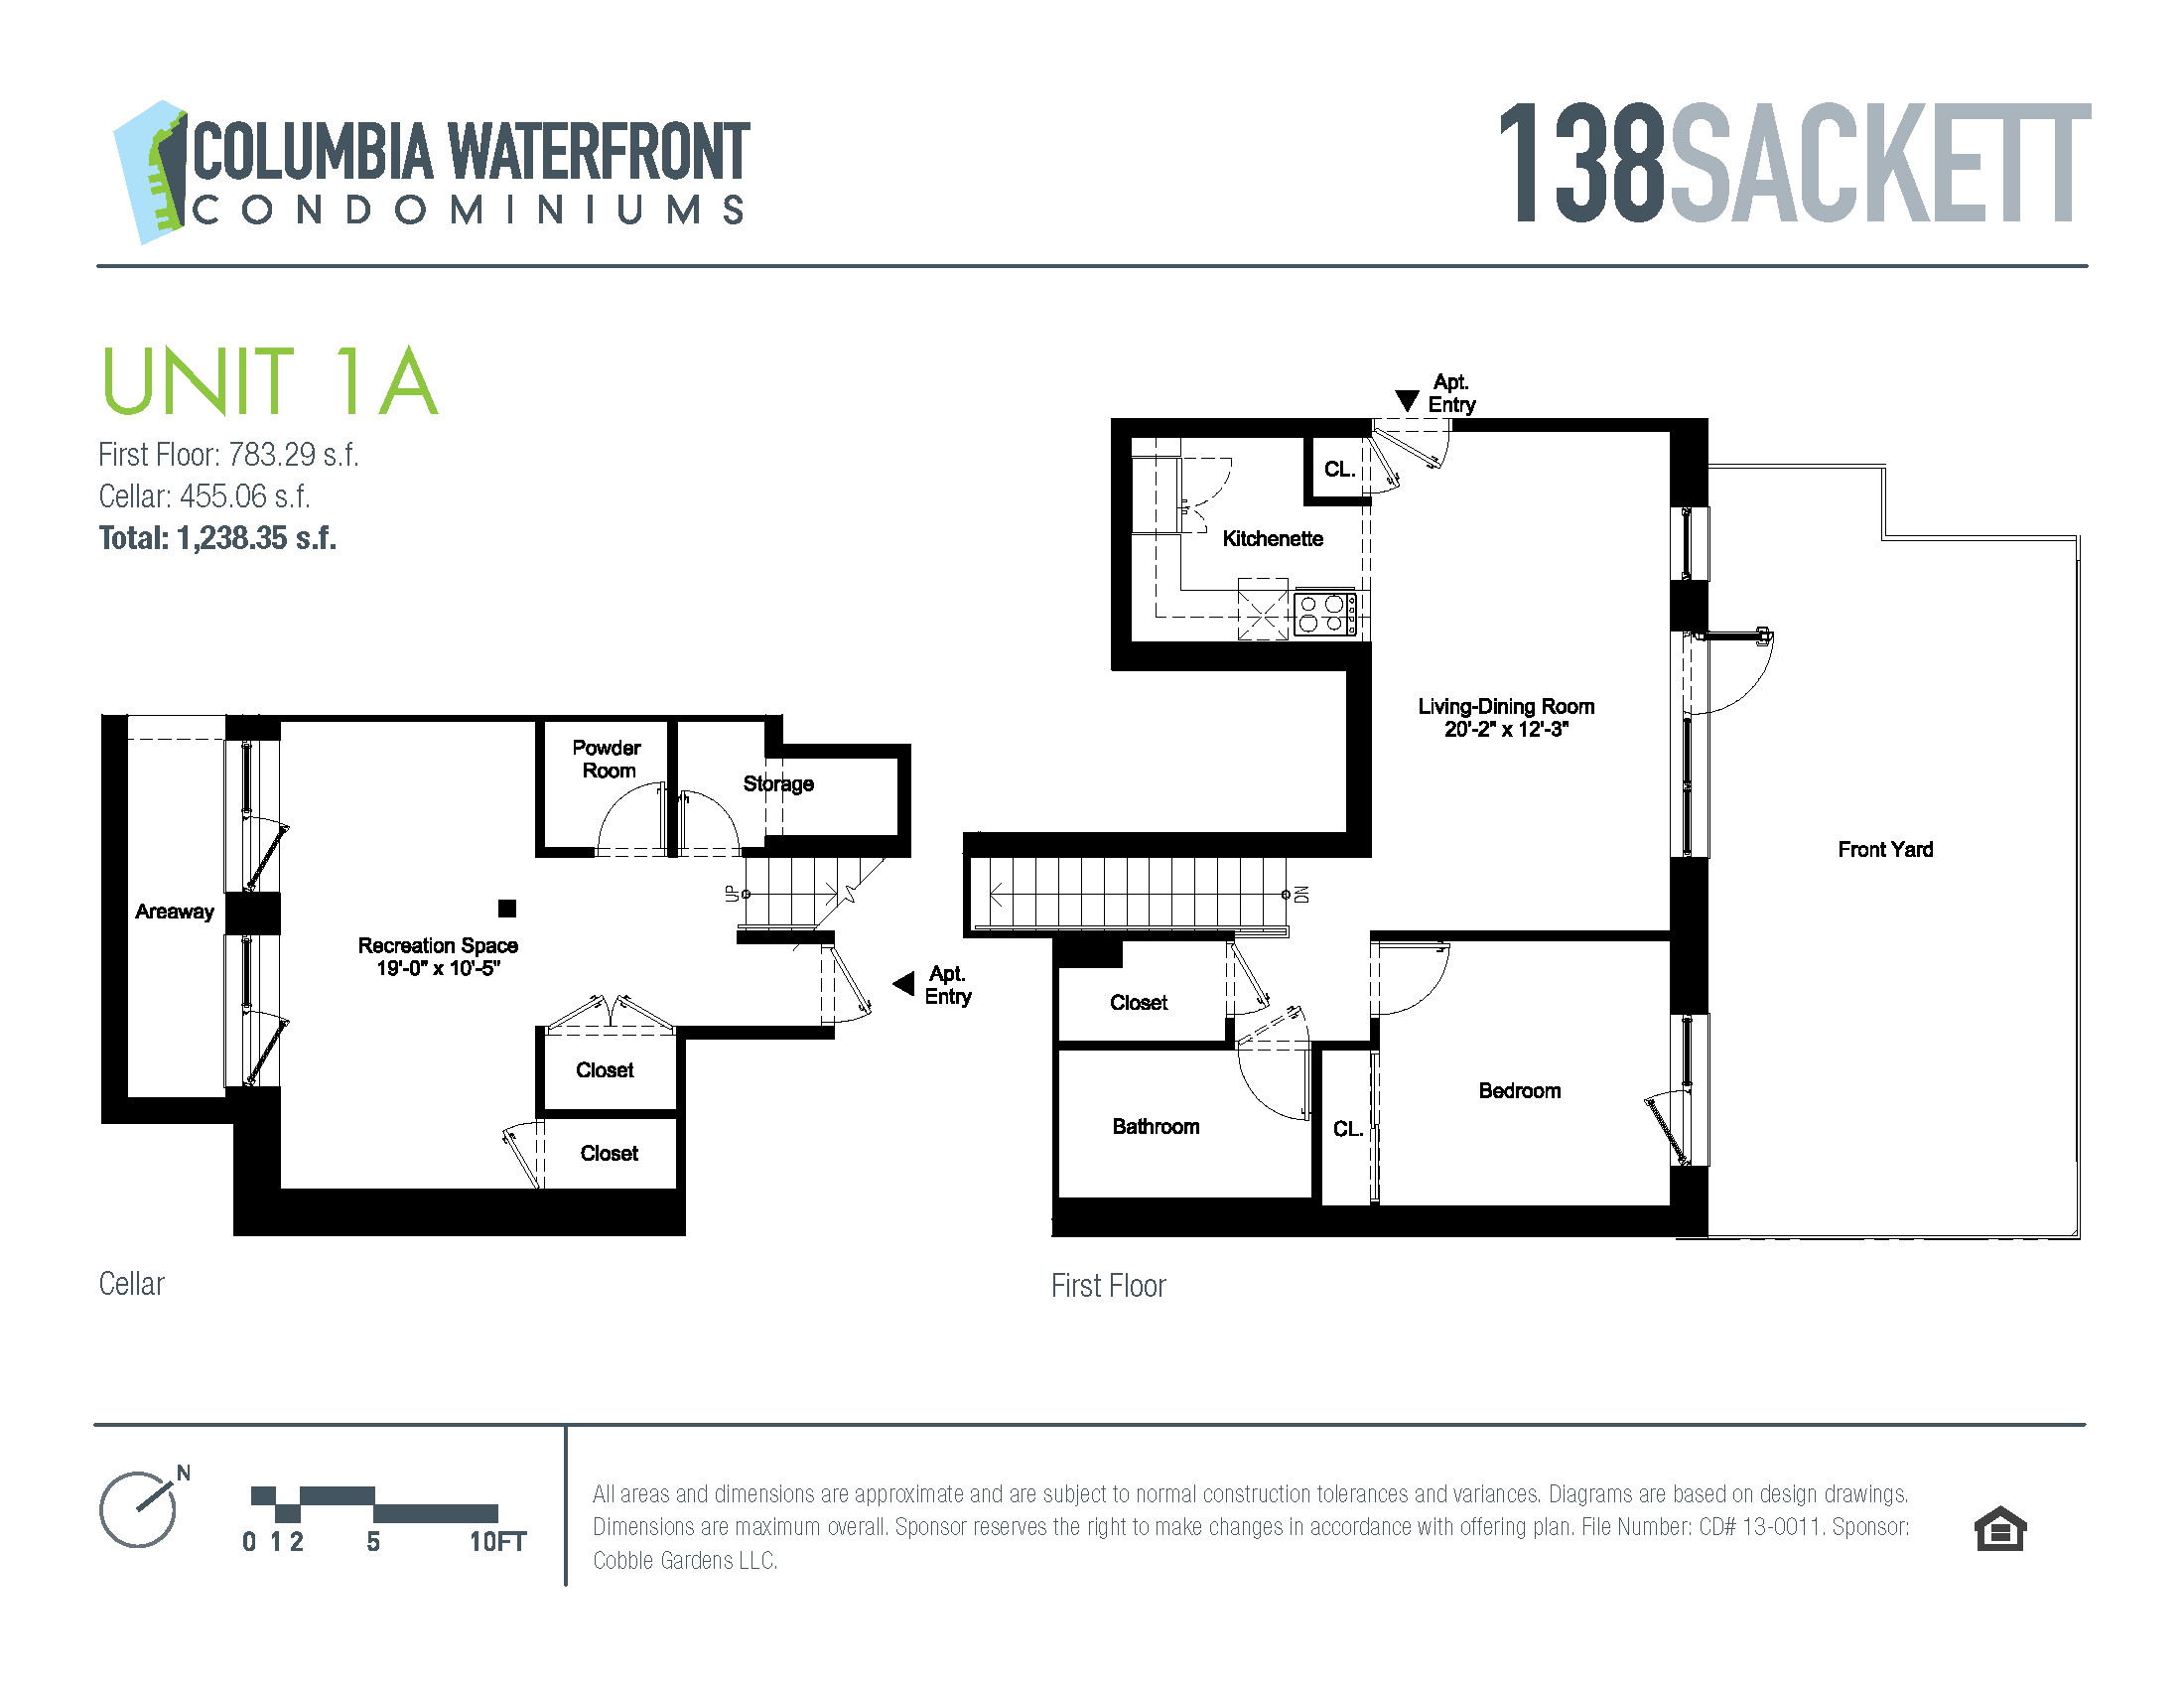 COLUMBIA WATERFRONT
CONDOMINIUMS
138SACKETT
UNIT 1A
First Floor: 783.29 s.f.
Cellar: 455.06 s.f.
Total: 1,238.35 s.f.
Apt.
Entry
CL.
Kitchenette
Living-Dining Room
20'-2" x 12'-3"
Front Yard
DN
Closet
Bathroom
CL.
Bedroom
Powder
Room
Storage
UP
Areaway
Recreation Space
19'-0" x 10'-5"
Apt.
Entry
Closet
Closet
Cellar
First Floor
N
0 1 2 5 10FT
All areas and dimensions are approximate and are subject to normal construction tolerances and variances. Diagrams are based on design drawings.
Dimensions are maximum overall. Sponsor reserves the right to make changes in accordance with offering plan. File Number: CD# 13-0011. Sponsor:
Cobble Gardens LLC.